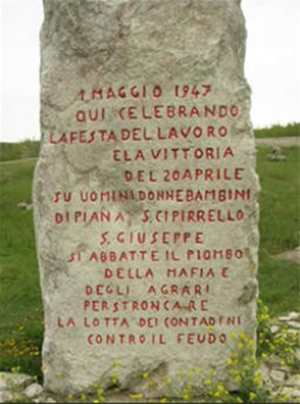 1 MAGGIO 1947
QUI CELEBRANDO
LA FESTA DEL LAVORO
E LA VITTORIA
DEL 20 APRILE
SU UOMINI DONNE BAMBINI
DI PIANA S. CIPIRRELLO
S. GIUSEPPE
SI ABBATTE IL PIOMBO
DELLA MAFIA E
DEGLI AGRARI
PER STRONCARE
LA LOTTA DEI CONTADINI
CONTRO IL FEUDO